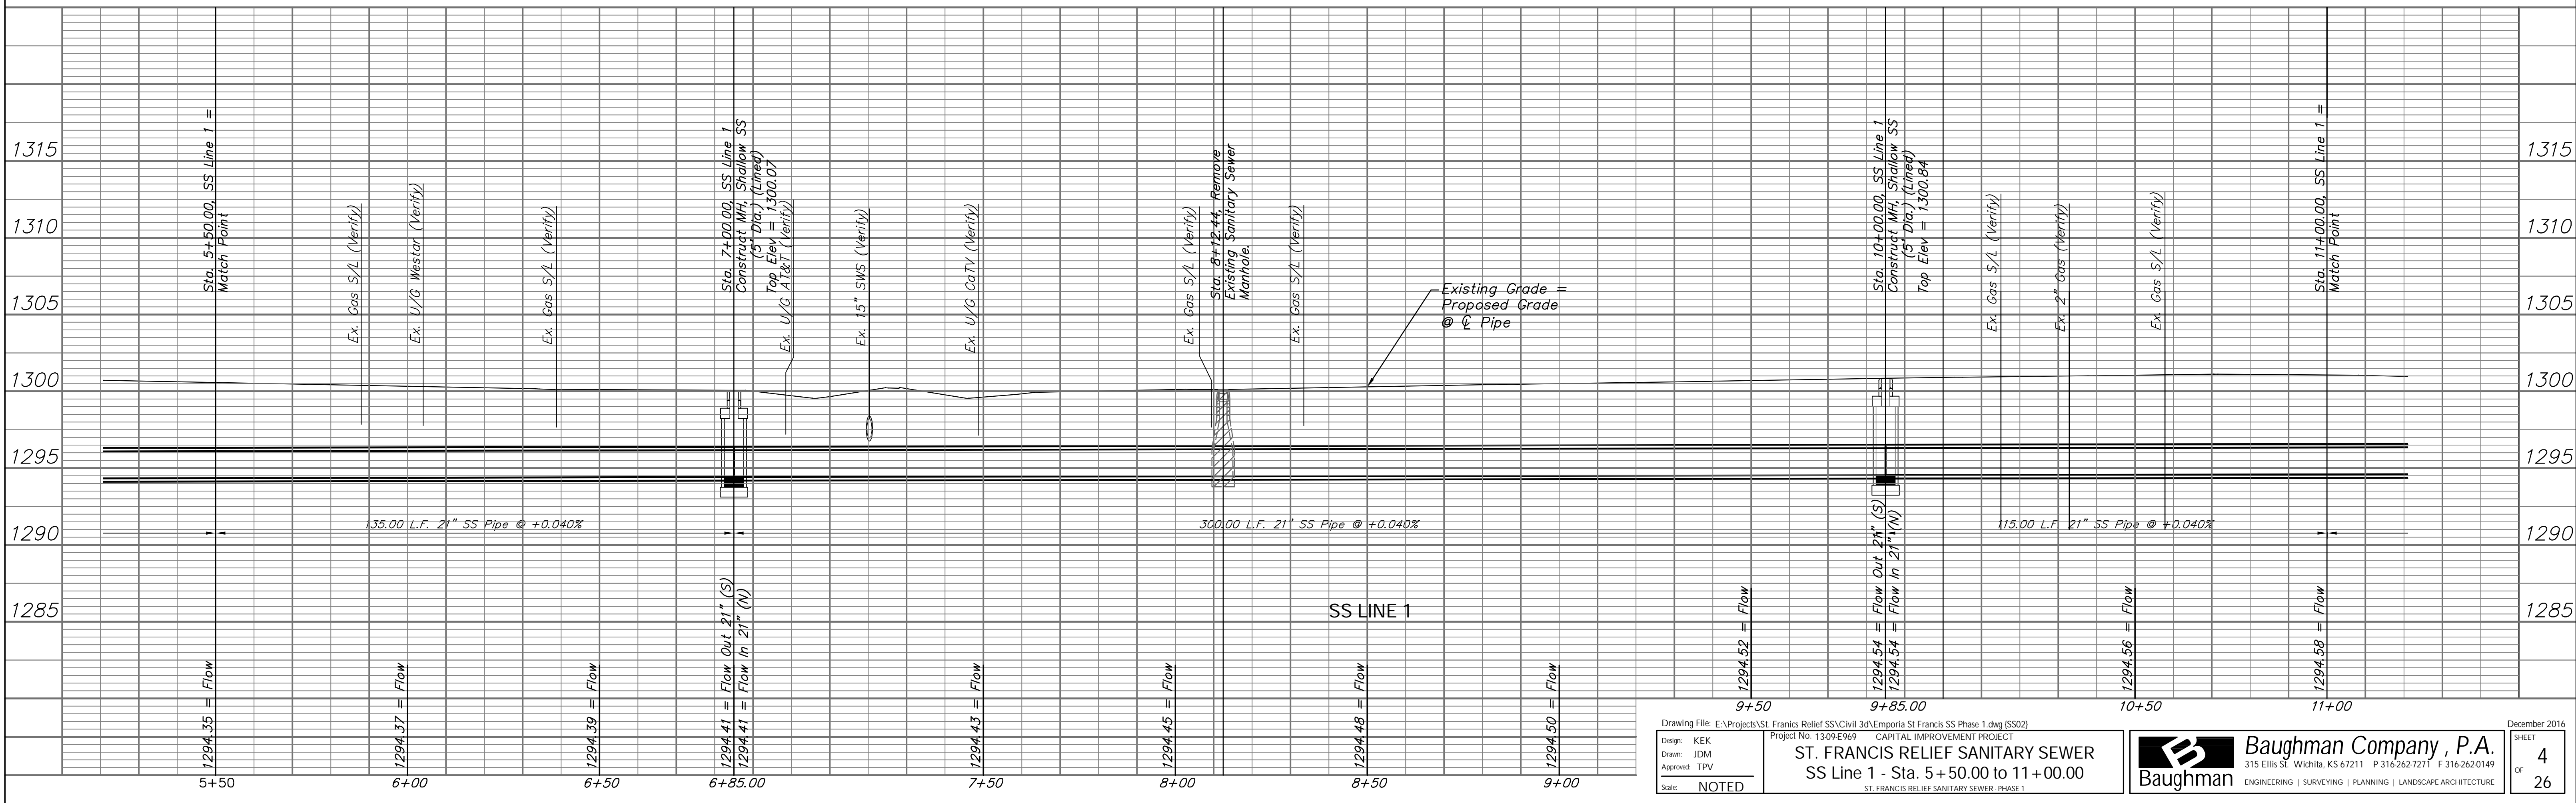 1315
1310
1305
1300
1295
1290
1285
Sta. 5+50.00, SS Line 1 =
Match Point
Ex. Gas S/L (Verify)
Ex. U/G Westar (Verify)
Ex. Gas S/L (Verify)
Sta. 7+00.00, SS Line 1
Construct MH, Shallow SS
(5' Dia.) (Lined)
Top Elev = 1300.07
Ex. U/G AT&T (Verify)
Ex. 15" SWS (Verify)
Ex. U/G CaTV (Verify)
Ex. Gas S/L (Verify)
Sta. 8+12.44, Remove
Existing Sanitary Sewer
Manhole.
Ex. Gas S/L (Verify)
Existing Grade =
Proposed Grade
@ ℄ Pipe
Sta. 10+00.00, SS Line 1
Construct MH, Shallow SS
(5' Dia.) (Lined)
Top Elev = 1300.84
Ex. Gas S/L (Verify)
Ex. 2" Gas (Verify)
Ex. Gas S/L (Verify)
Sta. 11+00.00, SS Line 1 =
Match Point
1315
1310
1305
1300
1295
1290
1285
135.00 L.F. 21" SS Pipe @ +0.040%
300.00 L.F. 21" SS Pipe @ +0.040%
115.00 L.F. 21" SS Pipe @ +0.040%
SS LINE 1
1294.35 = Flow
1294.37 = Flow
1294.39 = Flow
1294.41 = Flow Out 21" (S)
1294.41 = Flow In 21" (N)
1294.43 = Flow
1294.45 = Flow
1294.48 = Flow
1294.50 = Flow
1294.52 = Flow
1294.54 = Flow Out 21" (S)
1294.54 = Flow In 21" (N)
1294.56 = Flow
1294.58 = Flow
5+50
6+00
6+50
6+85.00
7+50
8+00
8+50
9+00
9+50
9+85.00
10+50
11+00
Drawing File: E:\Projects\St. Franics Relief SS\Civil 3d\Emporia St Francis SS Phase 1.dwg (SS02)
December 2016
Design: KEK
Drawn: JDM
Approved: TPV
Scale: NOTED
Project No. 13-09-E969 CAPITAL IMPROVEMENT PROJECT
ST. FRANCIS RELIEF SANITARY SEWER
SS Line 1 - Sta. 5+50.00 to 11+00.00
ST. FRANCIS RELIEF SANITARY SEWER - PHASE 1
Baughman
Baughman Company, P.A.
315 Ellis St. Wichita, KS 67211 P 316-262-7271 F 316-262-0149
ENGINEERING | SURVEYING | PLANNING | LANDSCAPE ARCHITECTURE
SHEET
4
OF
26